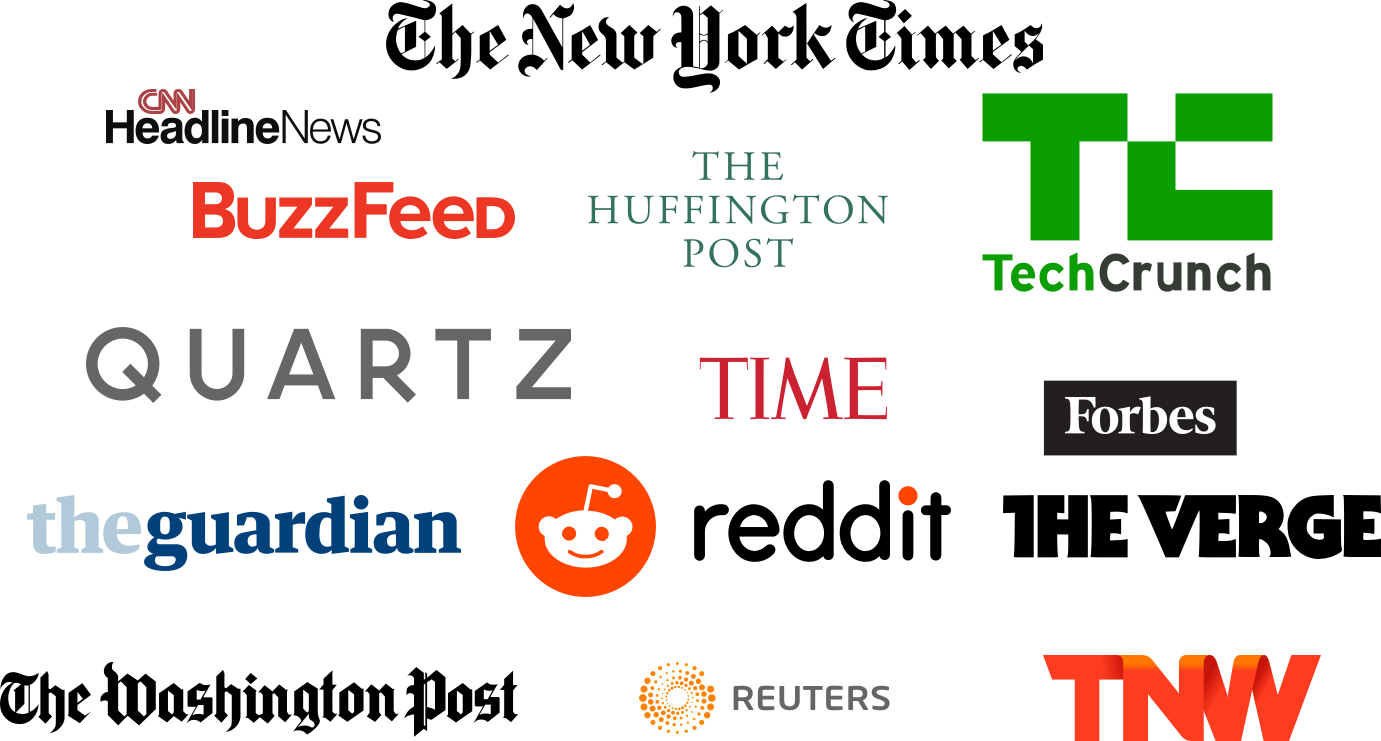 The New York Times
CNN
HeadlineNews
BuzzFeed
THE
HUFFINGTON
POST
TC
TechCrunch
QUARTZ
TIME
Forbes
theguardian
reddit
THE VERGE
The Washington Post
REUTERS
TNW